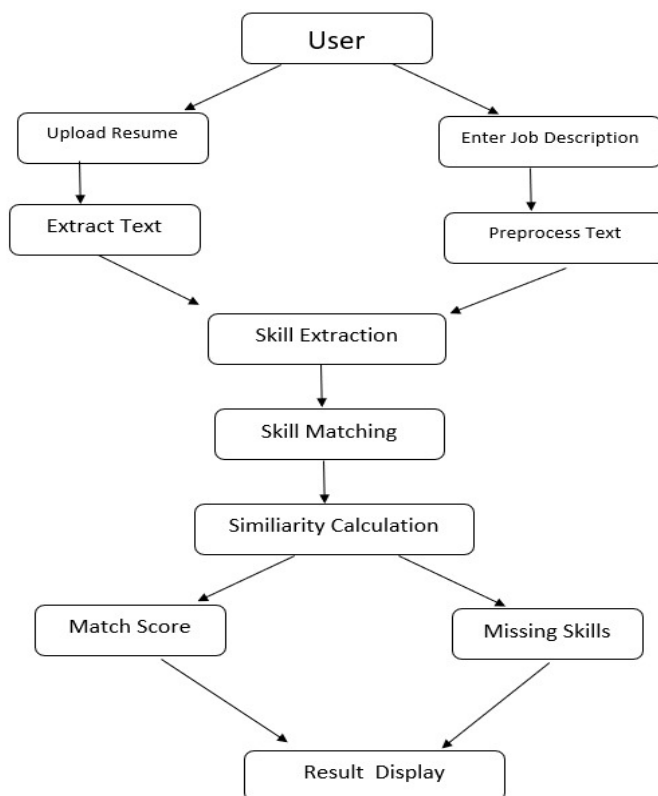 User
Upload Resume
Enter Job Description
Extract Text
Preprocess Text
Skill Extraction
Skill Matching
Similiarity Calculation
Match Score
Missing Skills
Result Display